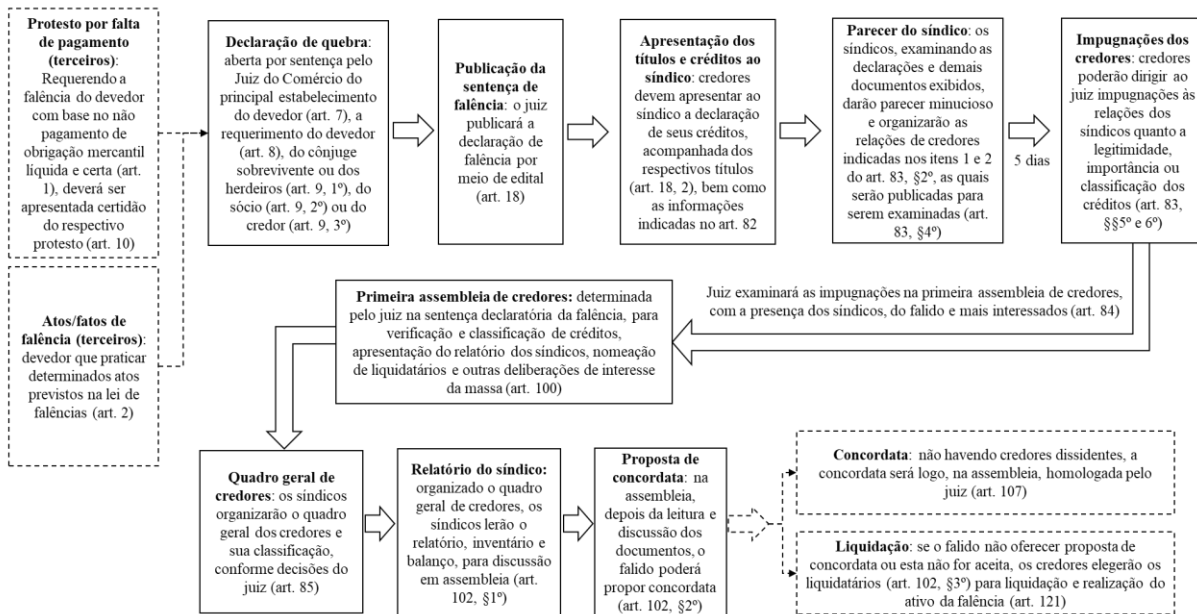 Protesto por falta
de pagamento
(terceiros):
Requerendo a
falência do devedor
com base no não
pagamento de
obrigação mercantil
líquida e certa (art.
1), deverá ser
apresentada certidão
do respectivo
protesto (art. 10)
Atos/fatos de
falência (terceiros):
devedor que praticar
determinados atos
previstos na lei de
falências (art. 2)
Declaração de quebra:
aberta por sentença pelo
Juiz do Comércio do
principal estabelecimento
do devedor (art. 7), a
requerimento do devedor
(art. 8), do cônjuge
sobrevivente ou dos
herdeiros (art. 9, 1º), do
sócio (art. 9, 2º) ou do
credor (art. 9, 3º)
Publicação da
sentença de
falência: o juiz
publicará a
declaração de
falência por
meio de edital
(art. 18)
Apresentação dos
títulos e créditos ao
síndico: credores
devem apresentar ao
síndico a declaração
de seus créditos,
acompanhada dos
respectivos títulos
(art. 18, 2), bem como
as informações
indicadas no art. 82
Parecer do síndico: os
síndicos, examinando as
declarações e demais
documentos exibidos,
darão parecer minucioso
e organizarão as
relações de credores
indicadas nos itens 1 e 2
do art. 83, §2º, as quais
serão publicadas para
serem examinadas (art.
83, §4º)
5 dias
Impugnações dos
credores: credores
poderão dirigir ao
juiz impugnações às
relações dos
síndicos quanto a
legitimidade,
importância ou
classificação dos
créditos (art. 83,
§§5º e 6º)
Juiz examinará as impugnações na primeira assembleia de credores,
com a presença dos síndicos, do falido e mais interessados (art. 84)
Primeira assembleia de credores: determinada
pelo juiz na sentença declaratória da falência, para
verificação e classificação de créditos,
apresentação do relatório dos síndicos, nomeação
de liquidatários e outras deliberações de interesse
da massa (art. 100)
Quadro geral de
credores: os síndicos
organizarão o quadro
geral dos credores e
sua classificação,
conforme decisões do
juiz (art. 85)
Relatório do síndico:
organizado o quadro
geral de credores, os
síndicos lerão o
relatório, inventário e
balanço, para discussão
em assembleia (art.
102, §1º)
Proposta de
concordata: na
assembleia,
depois da leitura e
discussão dos
documentos, o
falido poderá
propor concordata
(art. 102, §2º)
Concordata: não havendo credores dissidentes, a
concordata será logo, na assembleia, homologada pelo
juiz (art. 107)
Liquidação: se o falido não oferecer proposta de
concordata ou esta não for aceita, os credores elegerão os
liquidatários (art. 102, §3º) para liquidação e realização do
ativo da falência (art. 121)